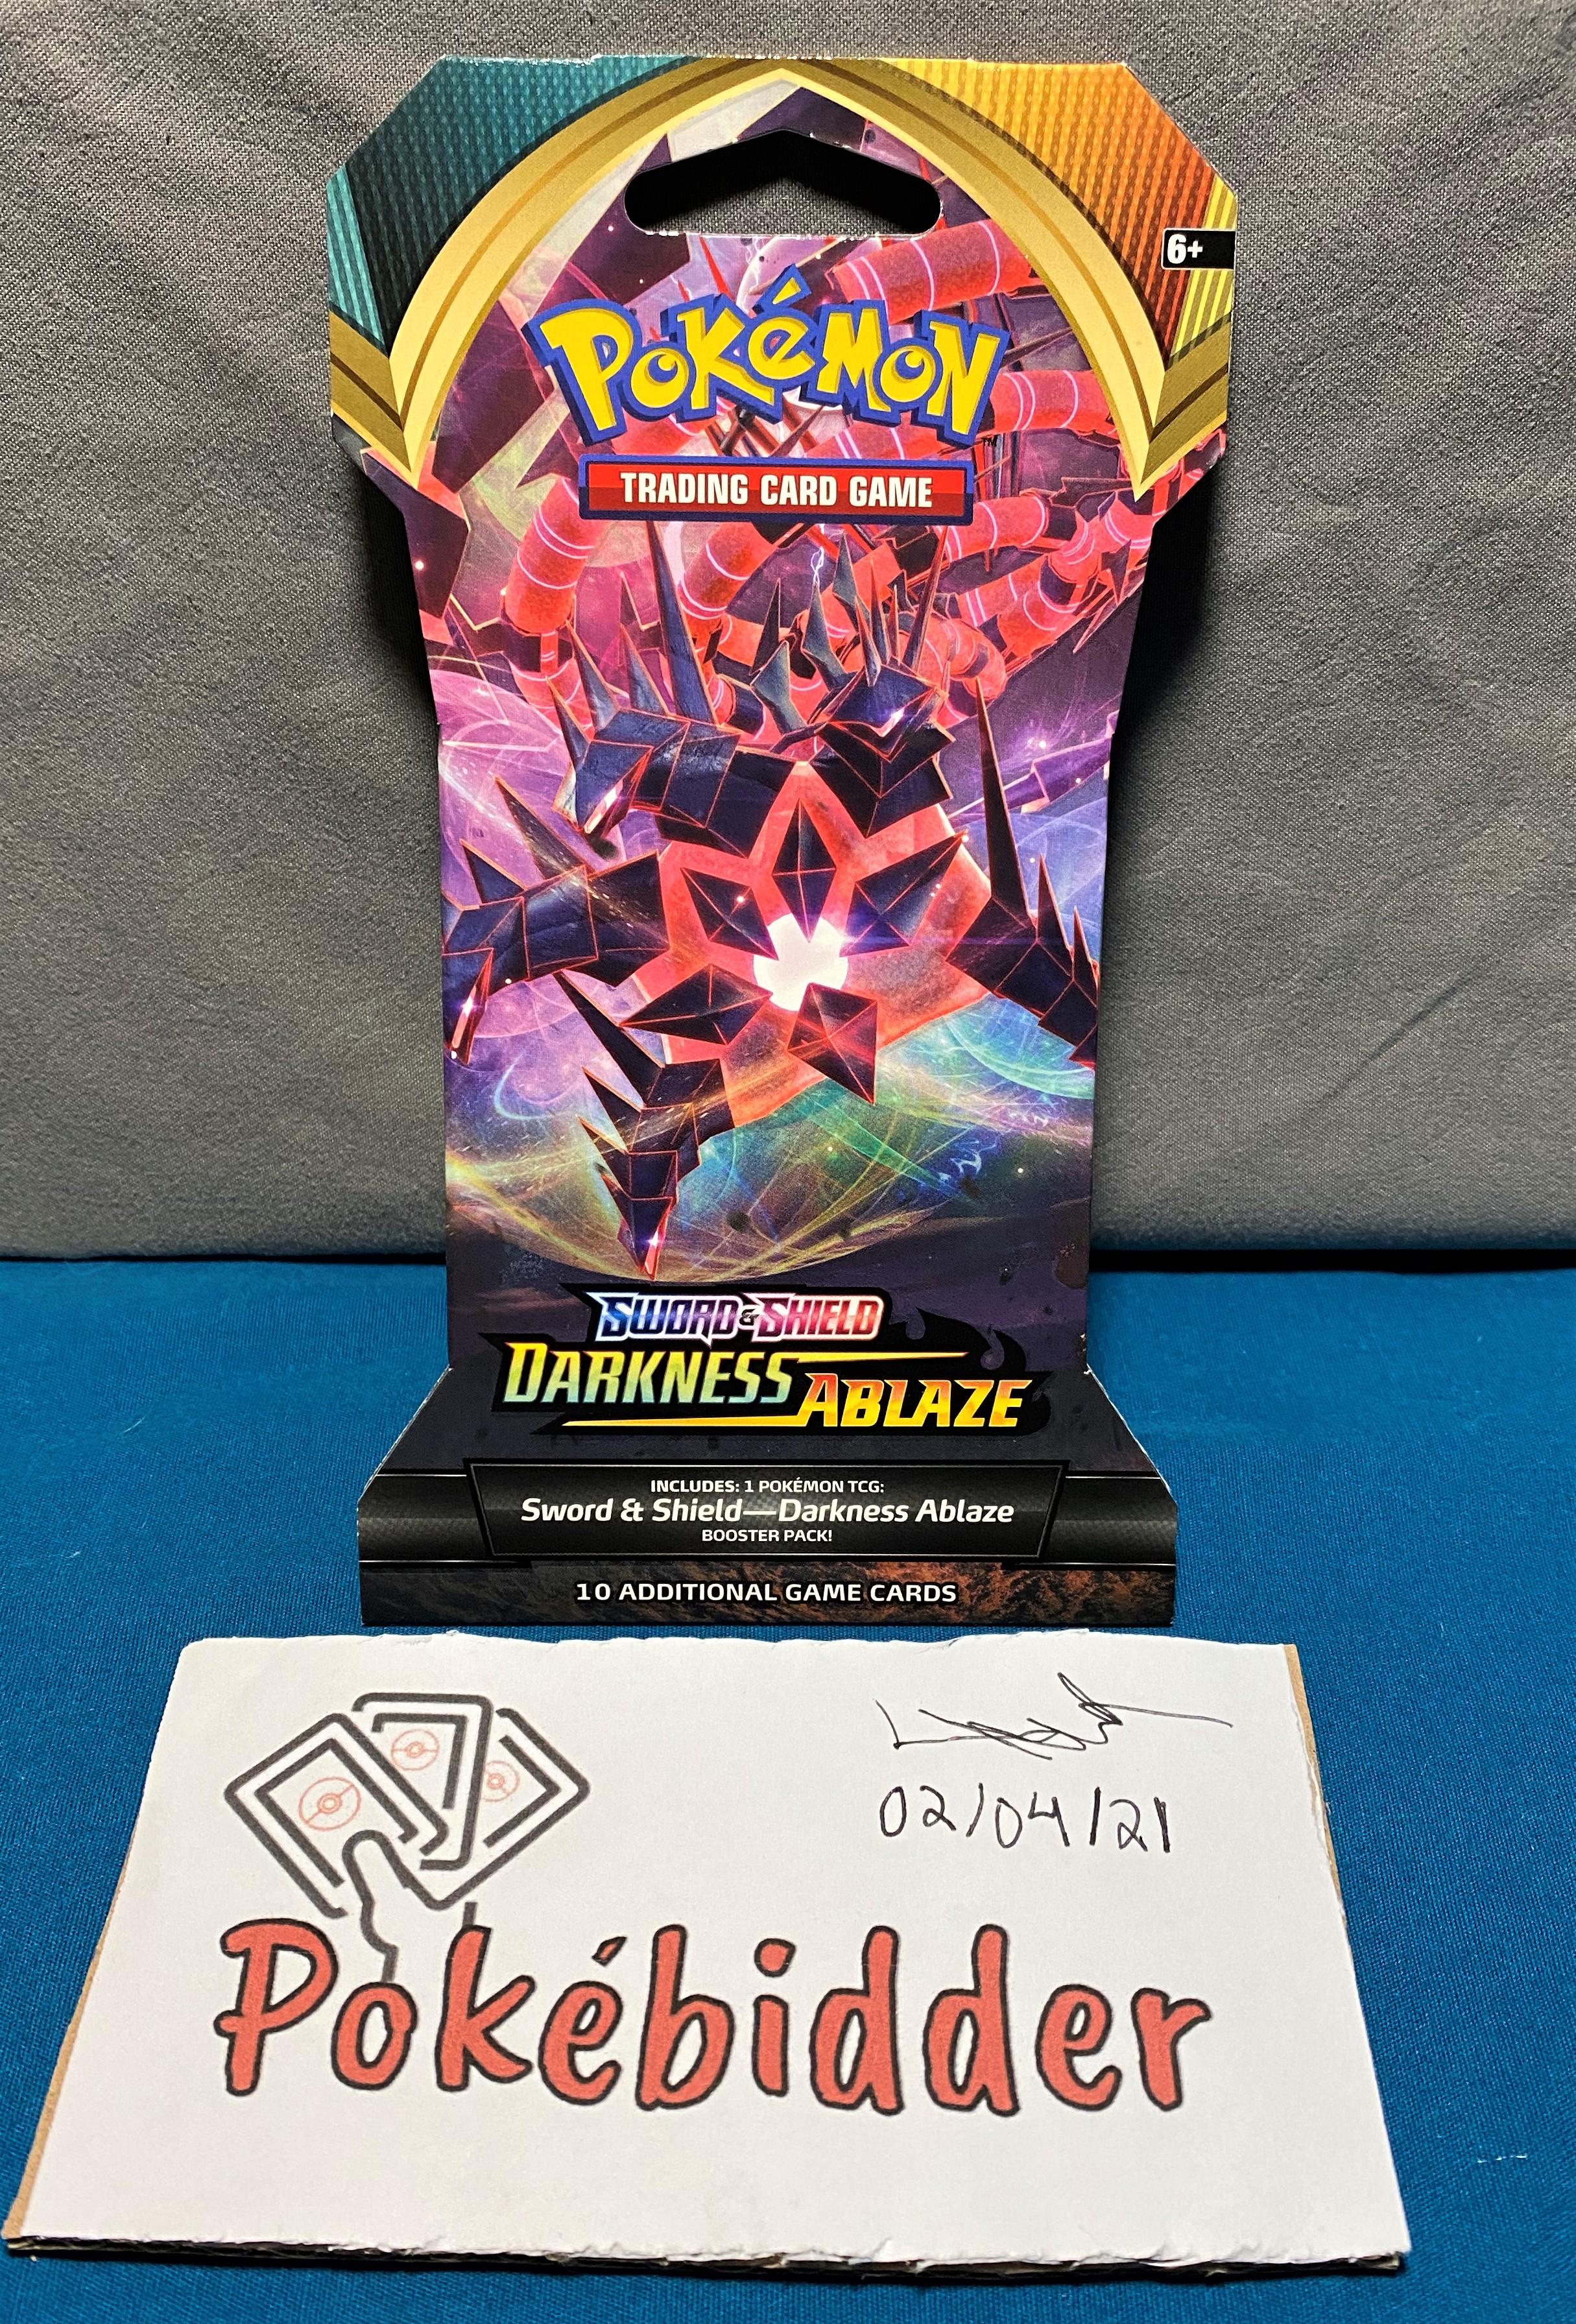 6+
POKéMON
TM
TRADING CARD GAME
SWORD & SHIELD
DARKNESS
ABLAZE
INCLUDES: 1 POKÉMON TCG:
Sword & Shield—Darkness Ablaze
BOOSTER PACK!
10 ADDITIONAL GAME CARDS
02/04/21
Pokébidder